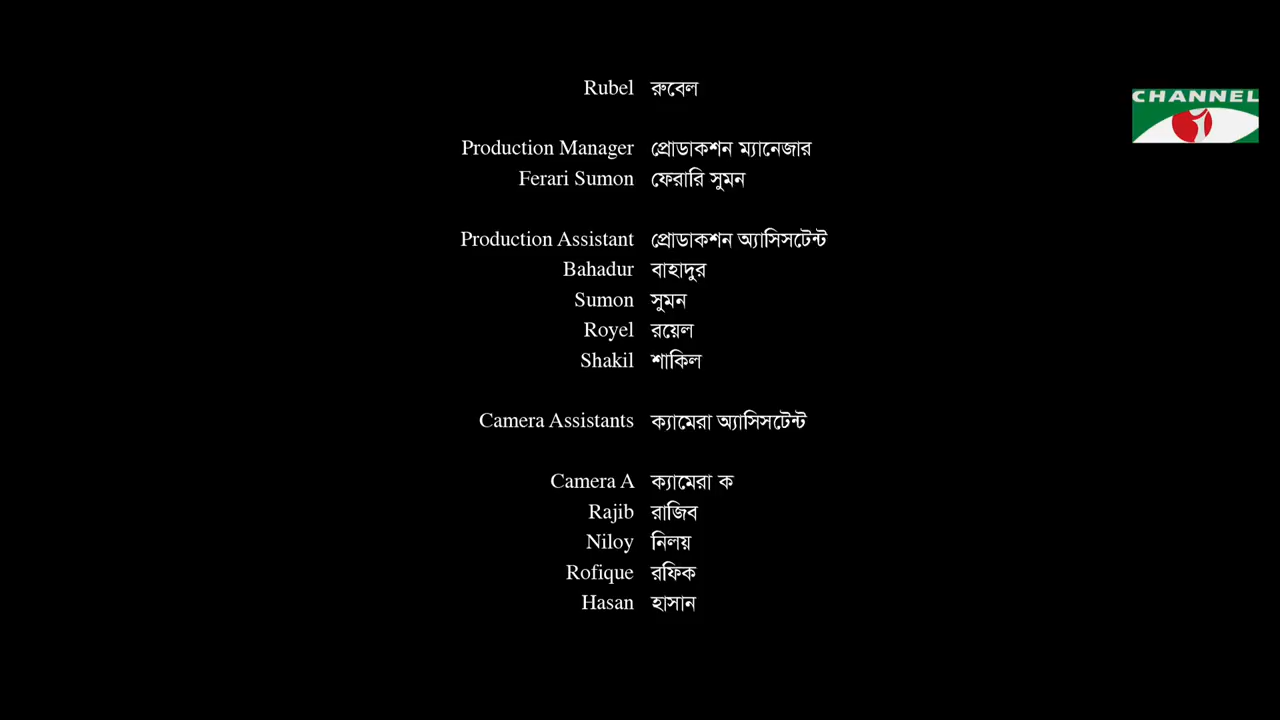 Rubel রুবেল
CHANNEL
Production Manager প্রোডাকশন ম্যানেজার
Ferari Sumon ফেরারি সুমন
Production Assistant প্রোডাকশন অ্যাসিসটেন্ট
Bahadur বাহাদুর
Sumon সুমন
Royel রয়েল
Shakil শাকিল
Camera Assistants ক্যামেরা অ্যাসিসটেন্ট
Camera A ক্যামেরা ক
Rajib রাজিব
Niloy নিলয়
Rofique রফিক
Hasan হাসান